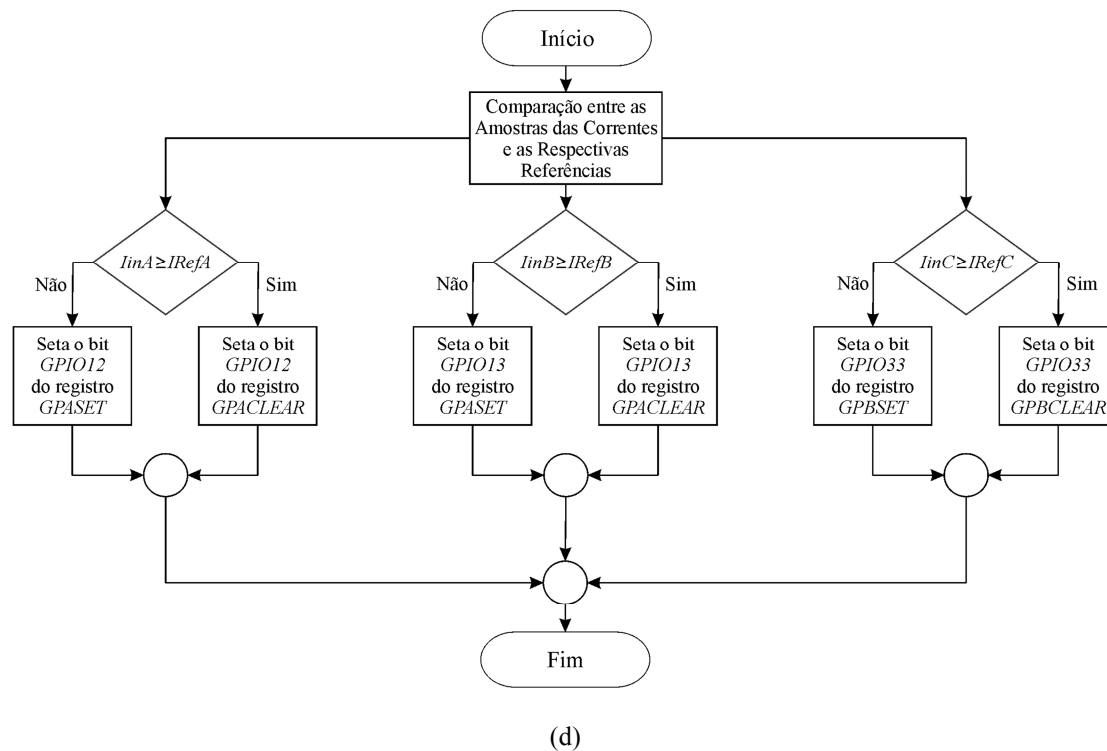 Início
Comparação entre as
Amostras das Correntes
e as Respectivas
Referências
IinA≥IRefA
Não
Sim
Seta o bit
GPIO12
do registro
GPASET
Seta o bit
GPIO12
do registro
GPACLEAR
IinB≥IRefB
Não
Sim
Seta o bit
GPIO13
do registro
GPASET
Seta o bit
GPIO13
do registro
GPACLEAR
IinC≥IRefC
Não
Sim
Seta o bit
GPIO33
do registro
GPBSET
Seta o bit
GPIO33
do registro
GPBCLEAR
Fim
(d)